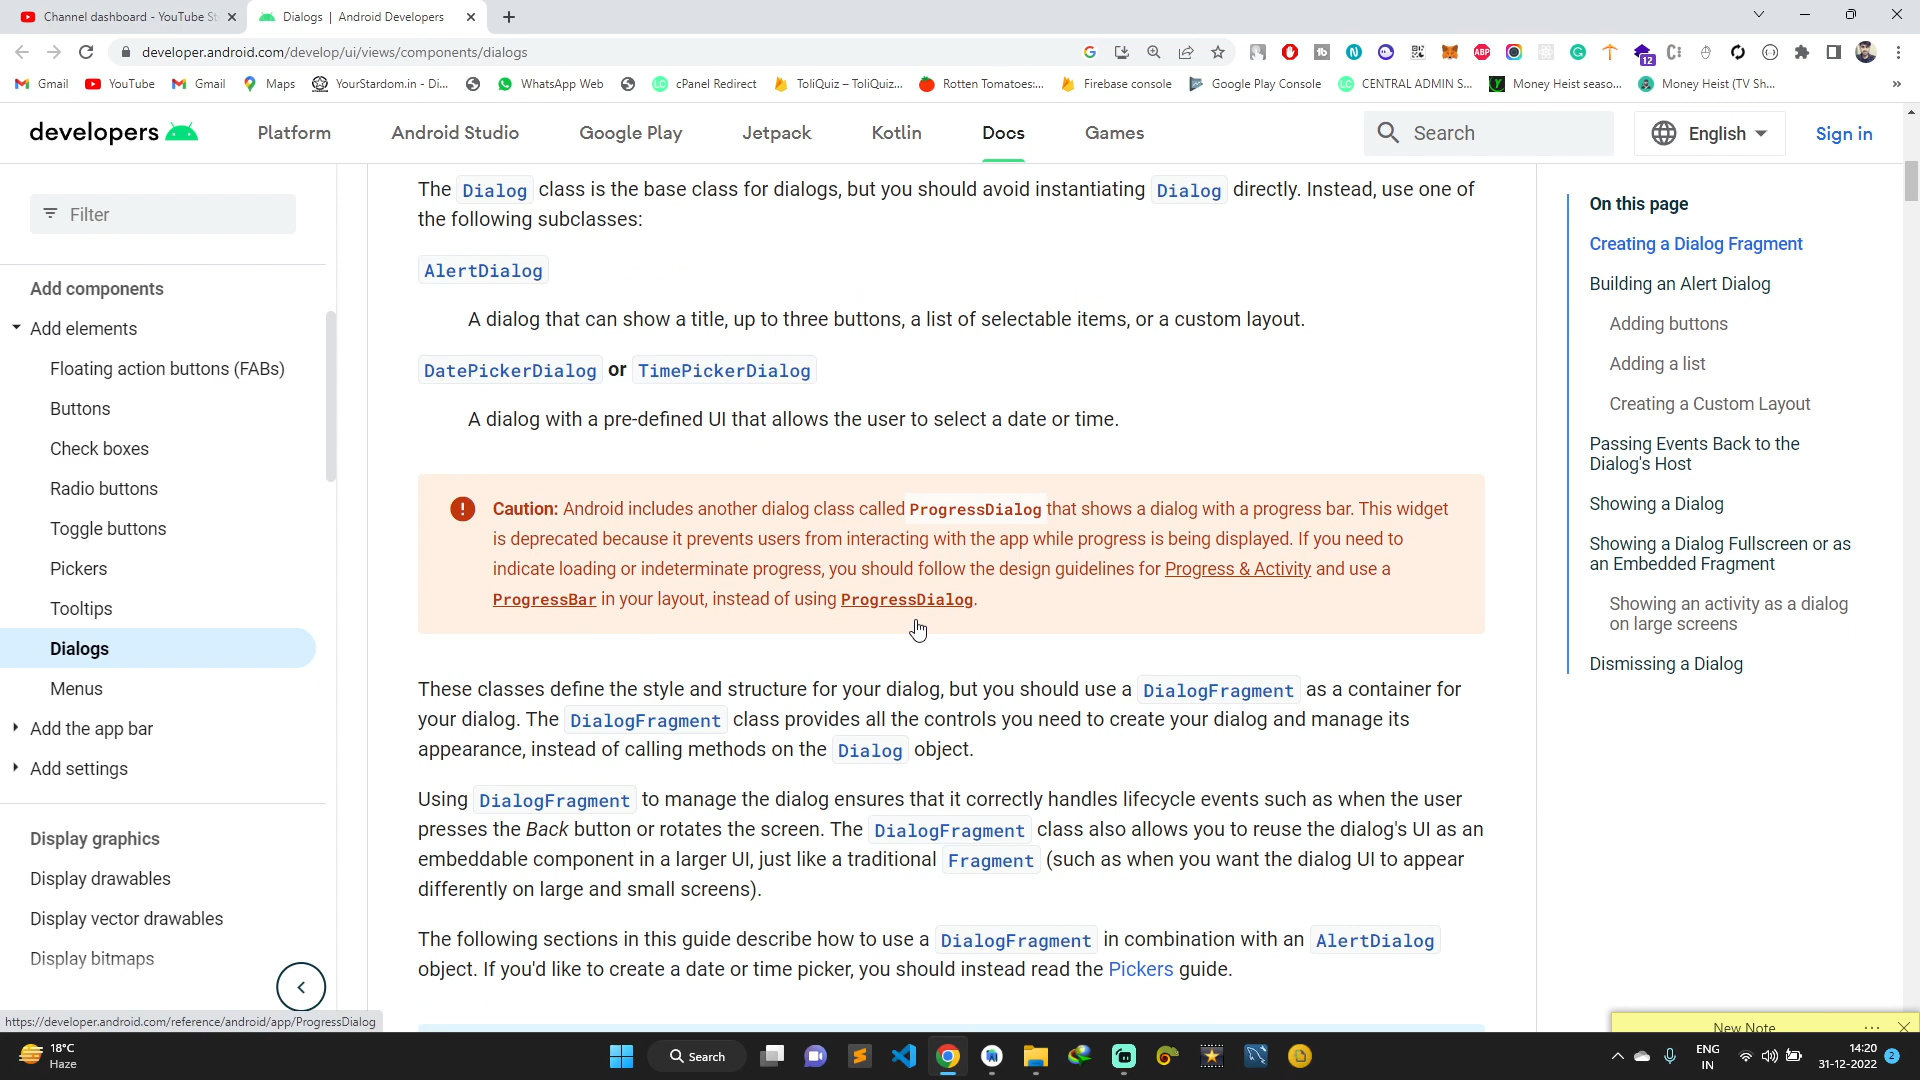 Channel dashboard - YouTube St
Dialogs | Android Developers
developer.android.com/develop/ui/views/components/dialogs
Gmail
YouTube
Gmail
Maps
YourStardom.in - Di...
WhatsApp Web
cPanel Redirect
ToliQuiz – ToliQuiz...
Rotten Tomatoes:...
Firebase console
Google Play Console
CENTRAL ADMIN S...
Money Heist seaso...
Money Heist (TV Sh...
»
developers
Platform
Android Studio
Google Play
Jetpack
Kotlin
Docs
Games
Search
English
Sign in
Filter
Add components
Add elements
Floating action buttons (FABs)
Buttons
Check boxes
Radio buttons
Toggle buttons
Pickers
Tooltips
Dialogs
Menus
Add the app bar
Add settings
Display graphics
Display drawables
Display vector drawables
Display bitmaps
The Dialog class is the base class for dialogs, but you should avoid instantiating Dialog directly. Instead, use one of
the following subclasses:
AlertDialog
A dialog that can show a title, up to three buttons, a list of selectable items, or a custom layout.
DatePickerDialog or TimePickerDialog
A dialog with a pre-defined UI that allows the user to select a date or time.
Caution: Android includes another dialog class called ProgressDialog that shows a dialog with a progress bar. This widget
is deprecated because it prevents users from interacting with the app while progress is being displayed. If you need to
indicate loading or indeterminate progress, you should follow the design guidelines for Progress & Activity and use a
ProgressBar in your layout, instead of using ProgressDialog.
These classes define the style and structure for your dialog, but you should use a DialogFragment as a container for
your dialog. The DialogFragment class provides all the controls you need to create your dialog and manage its
appearance, instead of calling methods on the Dialog object.
Using DialogFragment to manage the dialog ensures that it correctly handles lifecycle events such as when the user
presses the Back button or rotates the screen. The DialogFragment class also allows you to reuse the dialog's UI as an
embeddable component in a larger UI, just like a traditional Fragment (such as when you want the dialog UI to appear
differently on large and small screens).
The following sections in this guide describe how to use a DialogFragment in combination with an AlertDialog
object. If you'd like to create a date or time picker, you should instead read the Pickers guide.
On this page
Creating a Dialog Fragment
Building an Alert Dialog
Adding buttons
Adding a list
Creating a Custom Layout
Passing Events Back to the
Dialog's Host
Showing a Dialog
Showing a Dialog Fullscreen or as
an Embedded Fragment
Showing an activity as a dialog
on large screens
Dismissing a Dialog
https://developer.android.com/reference/android/app/ProgressDialog
New Note
18°C
Haze
Search
ENG
IN
14:20
31-12-2022
2
ABP
12
tb